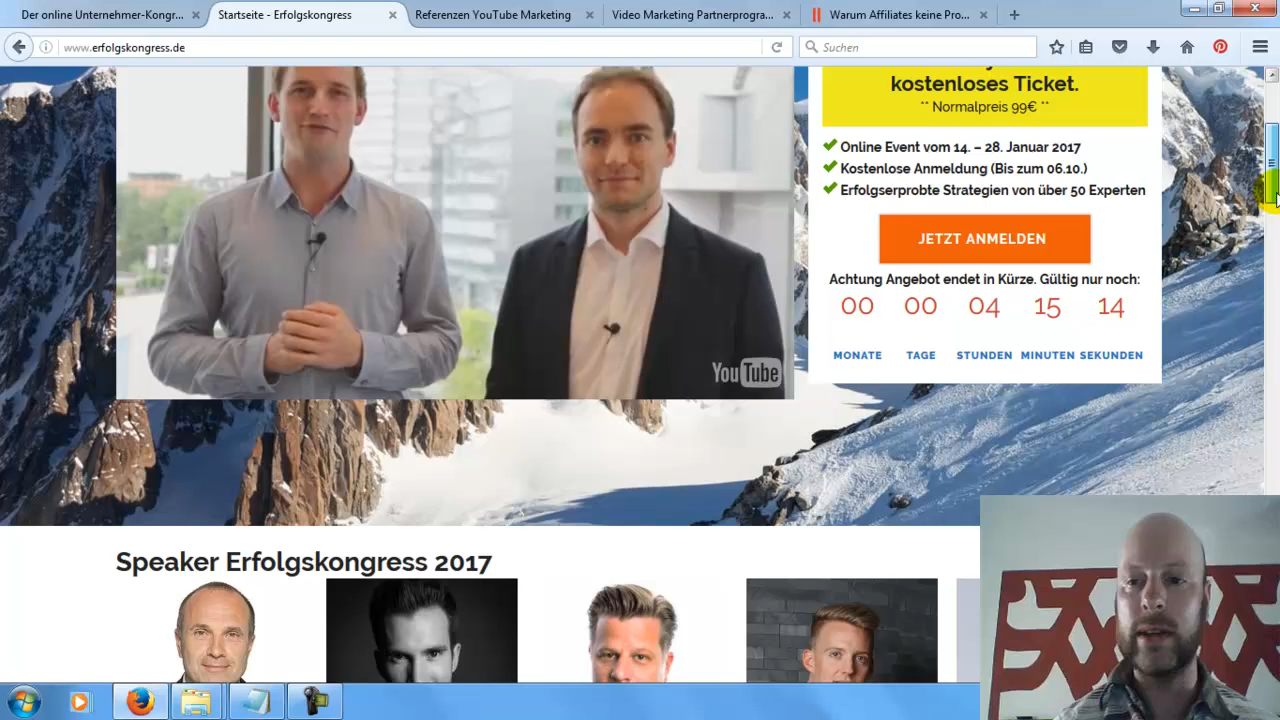 Der online Unternehmer-Kongr...
Startseite - Erfolgskongress
Referenzen YouTube Marketing
Video Marketing Partnerprogra...
Warum Affiliates keine Pro...
www.erfolgskongress.de
Suchen
kostenloses Ticket.
** Normalpreis 99€ **
Online Event vom 14. – 28. Januar 2017
Kostenlose Anmeldung (Bis zum 06.10.)
Erfolgserprobte Strategien von über 50 Experten
JETZT ANMELDEN
Achtung Angebot endet in Kürze. Gültig nur noch:
00 00 04 15 14
MONATE TAGE STUNDEN MINUTEN SEKUNDEN
YouTube
Speaker Erfolgskongress 2017